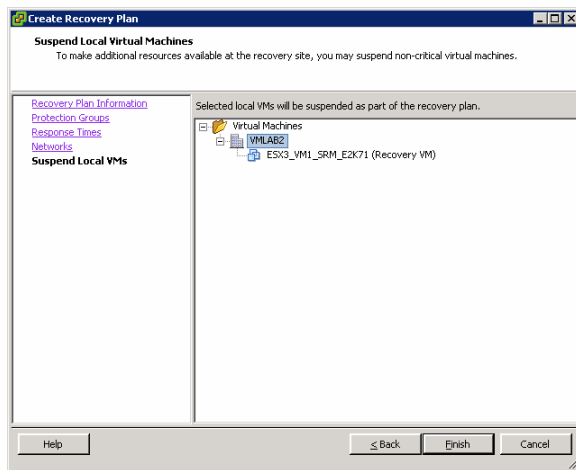 Create Recovery Plan
Suspend Local Virtual Machines
To make additional resources available at the recovery site, you may suspend non-critical virtual machines.
Recovery Plan Information
Protection Groups
Response Times
Networks
Suspend Local VMs
Selected local VMs will be suspended as part of the recovery plan.
Virtual Machines
VMLAB2
ESX3_VM1_SRM_E2K71 (Recovery VM)
Help
< Back
Finish
Cancel